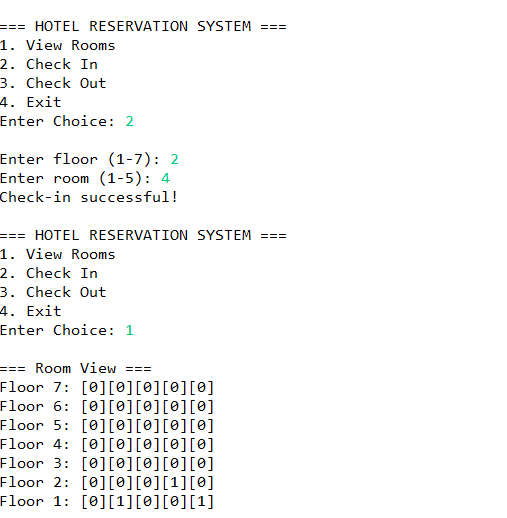 === HOTEL RESERVATION SYSTEM ===
1. View Rooms
2. Check In
3. Check Out
4. Exit
Enter Choice: 2

Enter floor (1-7): 2
Enter room (1-5): 4
Check-in successful!

=== HOTEL RESERVATION SYSTEM ===
1. View Rooms
2. Check In
3. Check Out
4. Exit
Enter Choice: 1

=== Room View ===
Floor 7: [0][0][0][0][0]
Floor 6: [0][0][0][0][0]
Floor 5: [0][0][0][0][0]
Floor 4: [0][0][0][0][0]
Floor 3: [0][0][0][0][0]
Floor 2: [0][0][0][1][0]
Floor 1: [0][1][0][0][1]